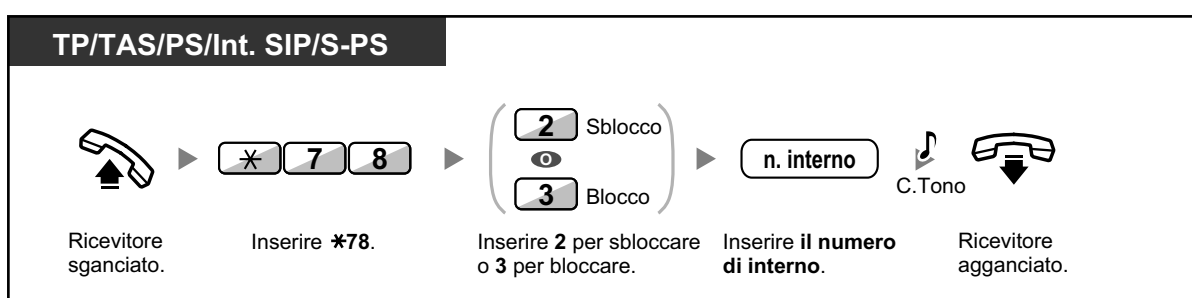 TP/TAS/PS/Int. SIP/S-PS
2 Sblocco
✳ 7 8
o
n. interno
3 Blocco
C.Tono
Ricevitore
sganciato.
Inserire ✳78.
Inserire 2 per sbloccare
o 3 per bloccare.
Inserire il numero
di interno.
Ricevitore
agganciato.